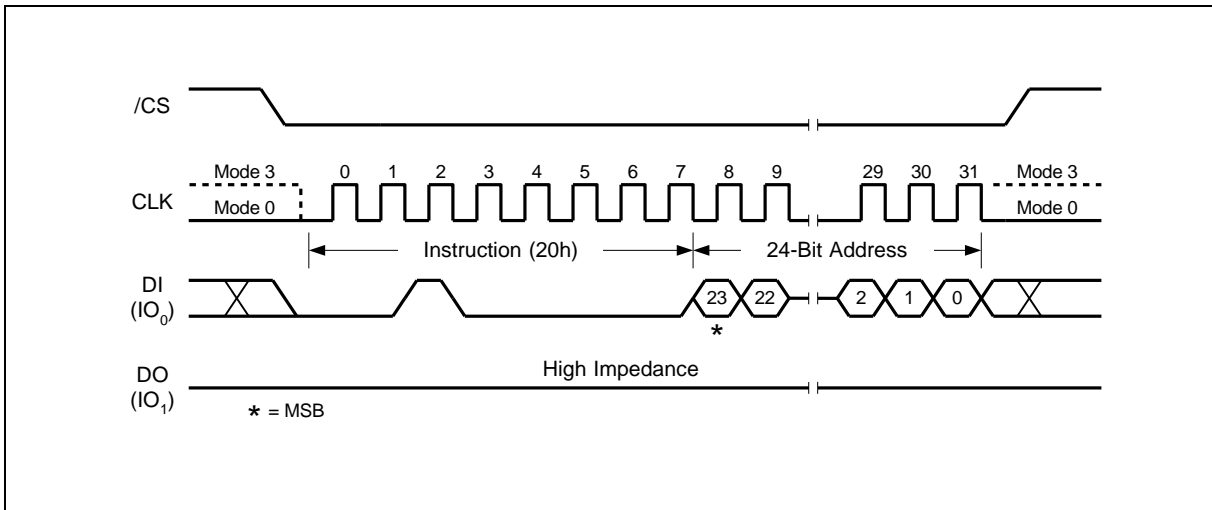 /CS
Mode 3 0 1 2 3 4 5 6 7 8 9 29 30 31 Mode 3
CLK
Mode 0 Mode 0
Instruction (20h) 24-Bit Address
DI
(IO0)
23 22 2 1 0
*
High Impedance
DO
(IO1)
* = MSB